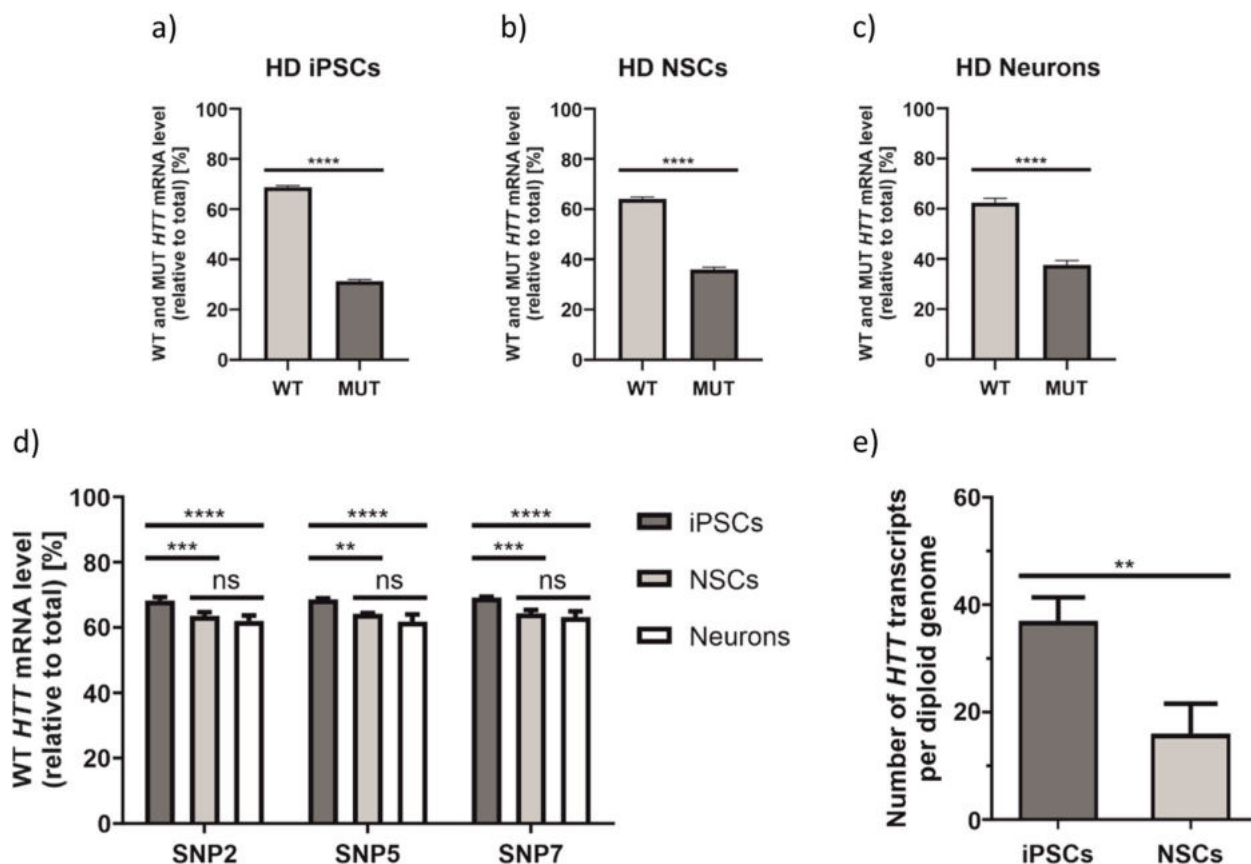 a)
HD iPSCs
WT and MUT HTT mRNA level
(relative to total) [%]
100
80
60
40
20
0
****
WT MUT
b)
HD NSCs
WT and MUT HTT mRNA level
(relative to total) [%]
100
80
60
40
20
0
****
WT MUT
c)
HD Neurons
WT and MUT HTT mRNA level
(relative to total) [%]
100
80
60
40
20
0
****
WT MUT
d)
WT HTT mRNA level
(relative to total) [%]
100
80
60
40
20
0
**** **** ****
*** ** ***
ns ns ns
SNP2 SNP5 SNP7
iPSCs
NSCs
Neurons
e)
Number of HTT transcripts
per diploid genome
60
40
20
0
**
iPSCs NSCs